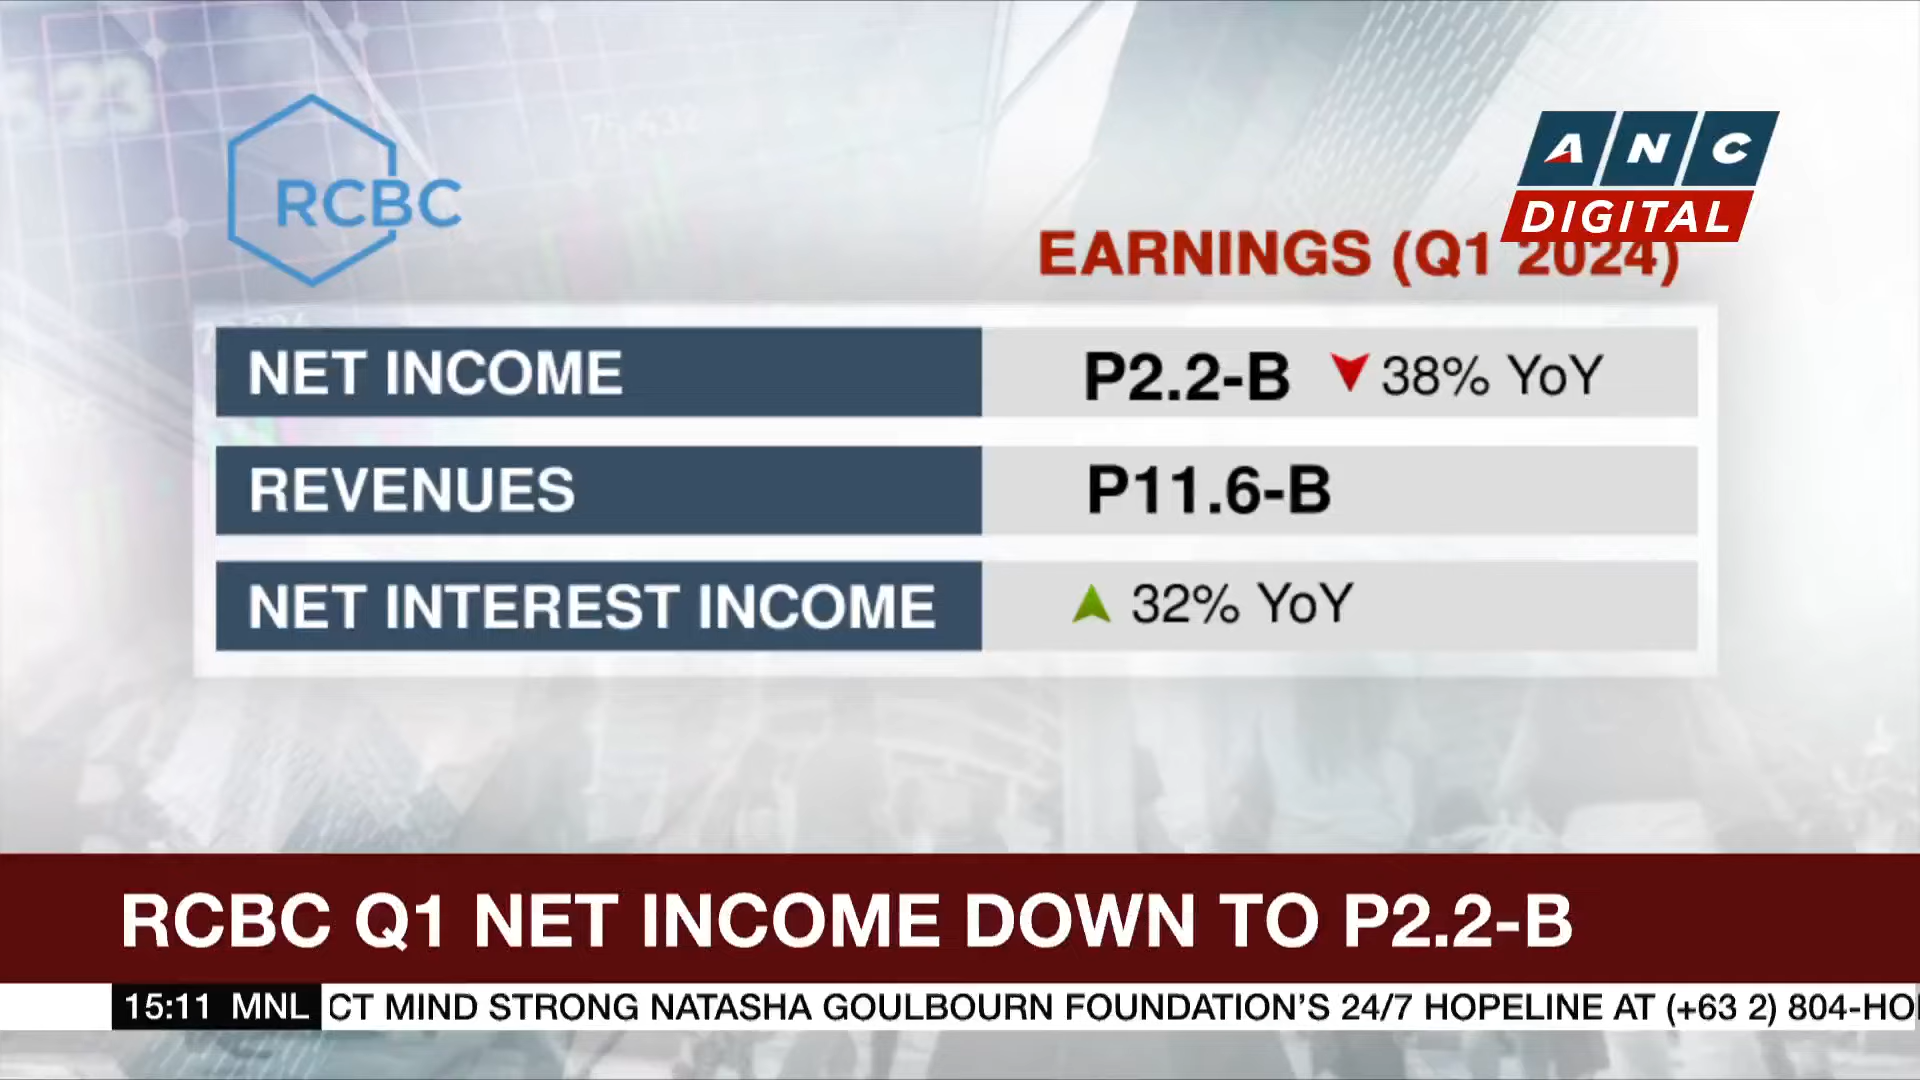 RCBC
ANC
DIGITAL
EARNINGS (Q1 2024)
NET INCOME P2.2-B ▼ 38% YoY
REVENUES P11.6-B
NET INTEREST INCOME ▲ 32% YoY
RCBC Q1 NET INCOME DOWN TO P2.2-B
15:11 MNL CT MIND STRONG NATASHA GOULBOURN FOUNDATION'S 24/7 HOPELINE AT (+63 2) 804-HO